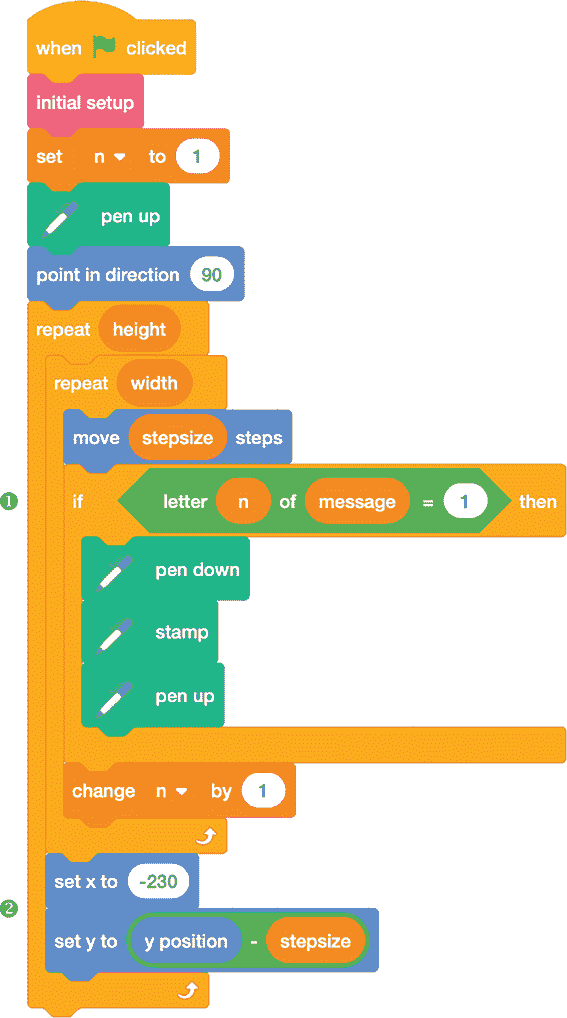 when clicked
initial setup
set n to 1
pen up
point in direction 90
repeat height
repeat width
move stepsize steps
❶ if letter n of message = 1 then
pen down
stamp
pen up
change n by 1
set x to -230
❷
set y to y position - stepsize